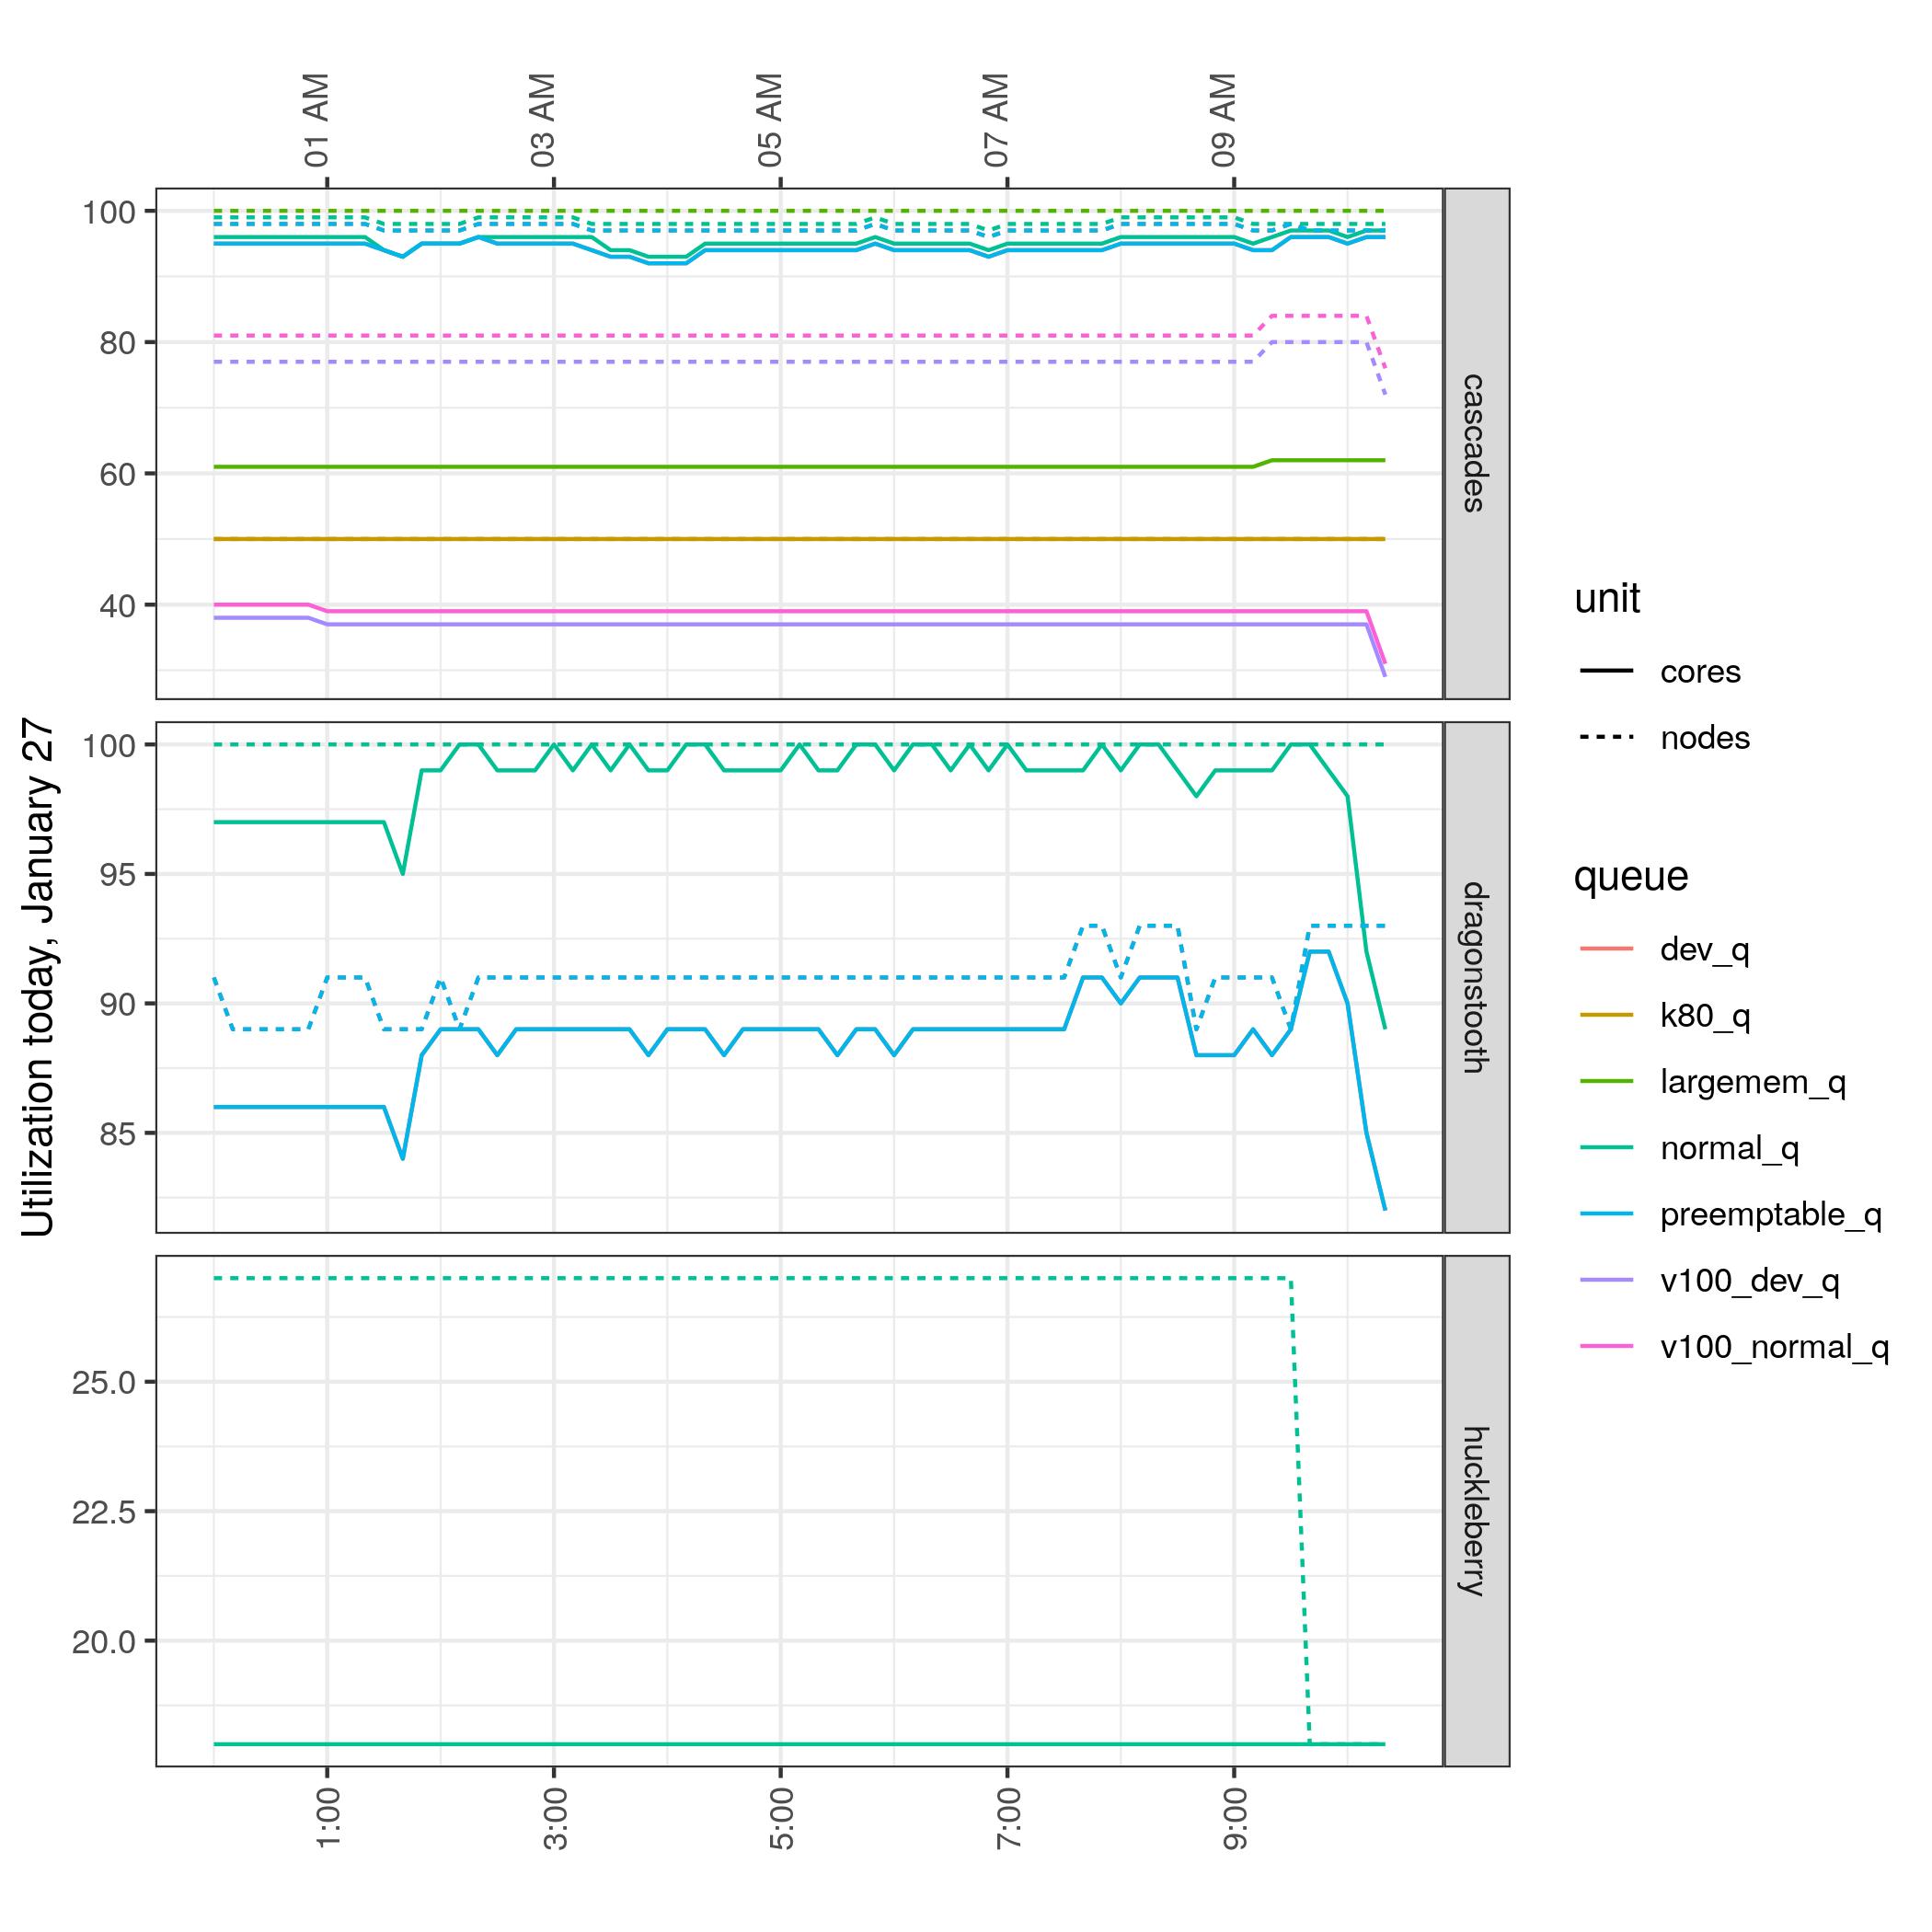 01 AM
03 AM
05 AM
07 AM
09 AM
100
80
60
40
cascades
Utilization today, January 27
100
95
90
85
dragonstooth
25.0
22.5
20.0
huckleberry
1:00
3:00
5:00
7:00
9:00
unit
cores
nodes
queue
dev_q
k80_q
largemem_q
normal_q
preemptable_q
v100_dev_q
v100_normal_q